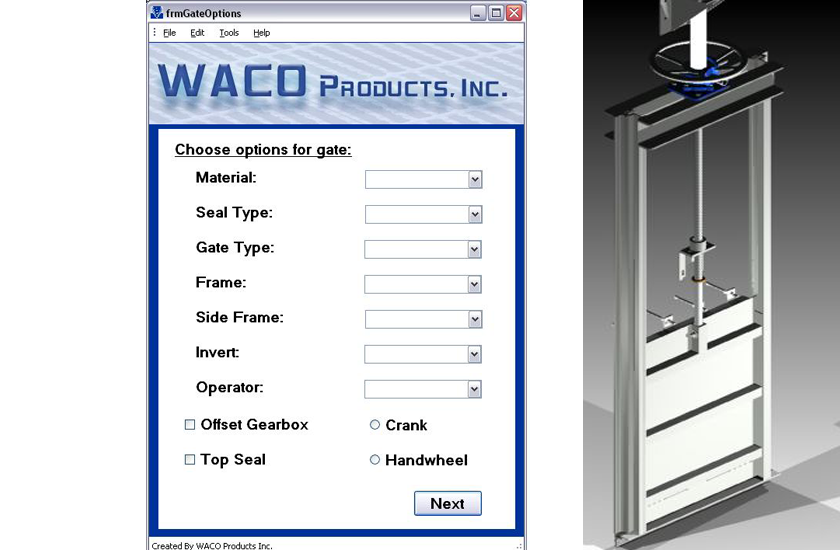 frmGateOptions
File Edit Tools Help
WACO PRODUCTS, INC.
Choose options for gate:
Material:
Seal Type:
Gate Type:
Frame:
Side Frame:
Invert:
Operator:
Offset Gearbox Crank
Top Seal Handwheel
Next
Created By WACO Products Inc.